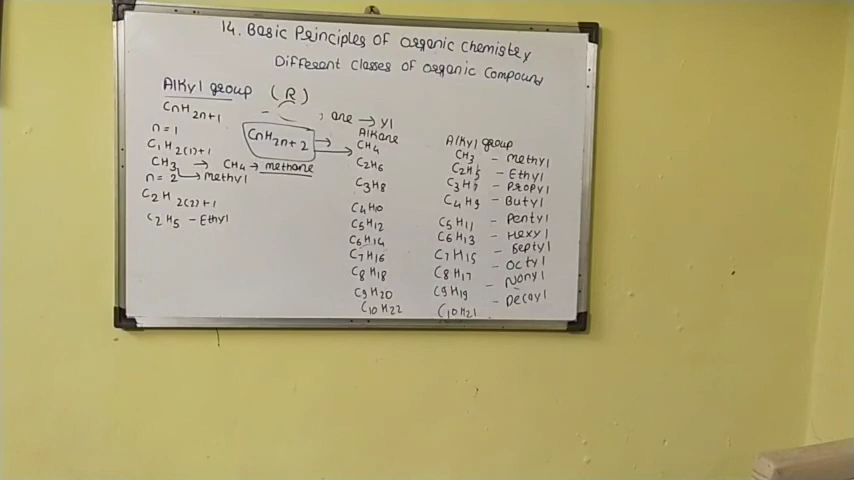 14. Basic Principles of organic chemistry
Different classes of organic compound
Alkyl group (R)
CnH2n+1
, ane → yl
n = 1
C1H2(1)+1
CH3 → CH4 → methane
↳ methyl
n = 2
C2H2(2)+1
C2H5 - Ethyl
CnH2n+2 →
Alkane
CH4
C2H6
C3H8
C4H10
C5H12
C6H14
C7H16
C8H18
C9H20
C10H22
Alkyl group
CH3 - methyl
C2H5 - Ethyl
C3H7 - Propyl
C4H9 - Butyl
C5H11 - Pentyl
C6H13 - Hexyl
C7H15 - Septyl
C8H17 - Octyl
C9H19 - Nonyl
C10H21 - Decayl